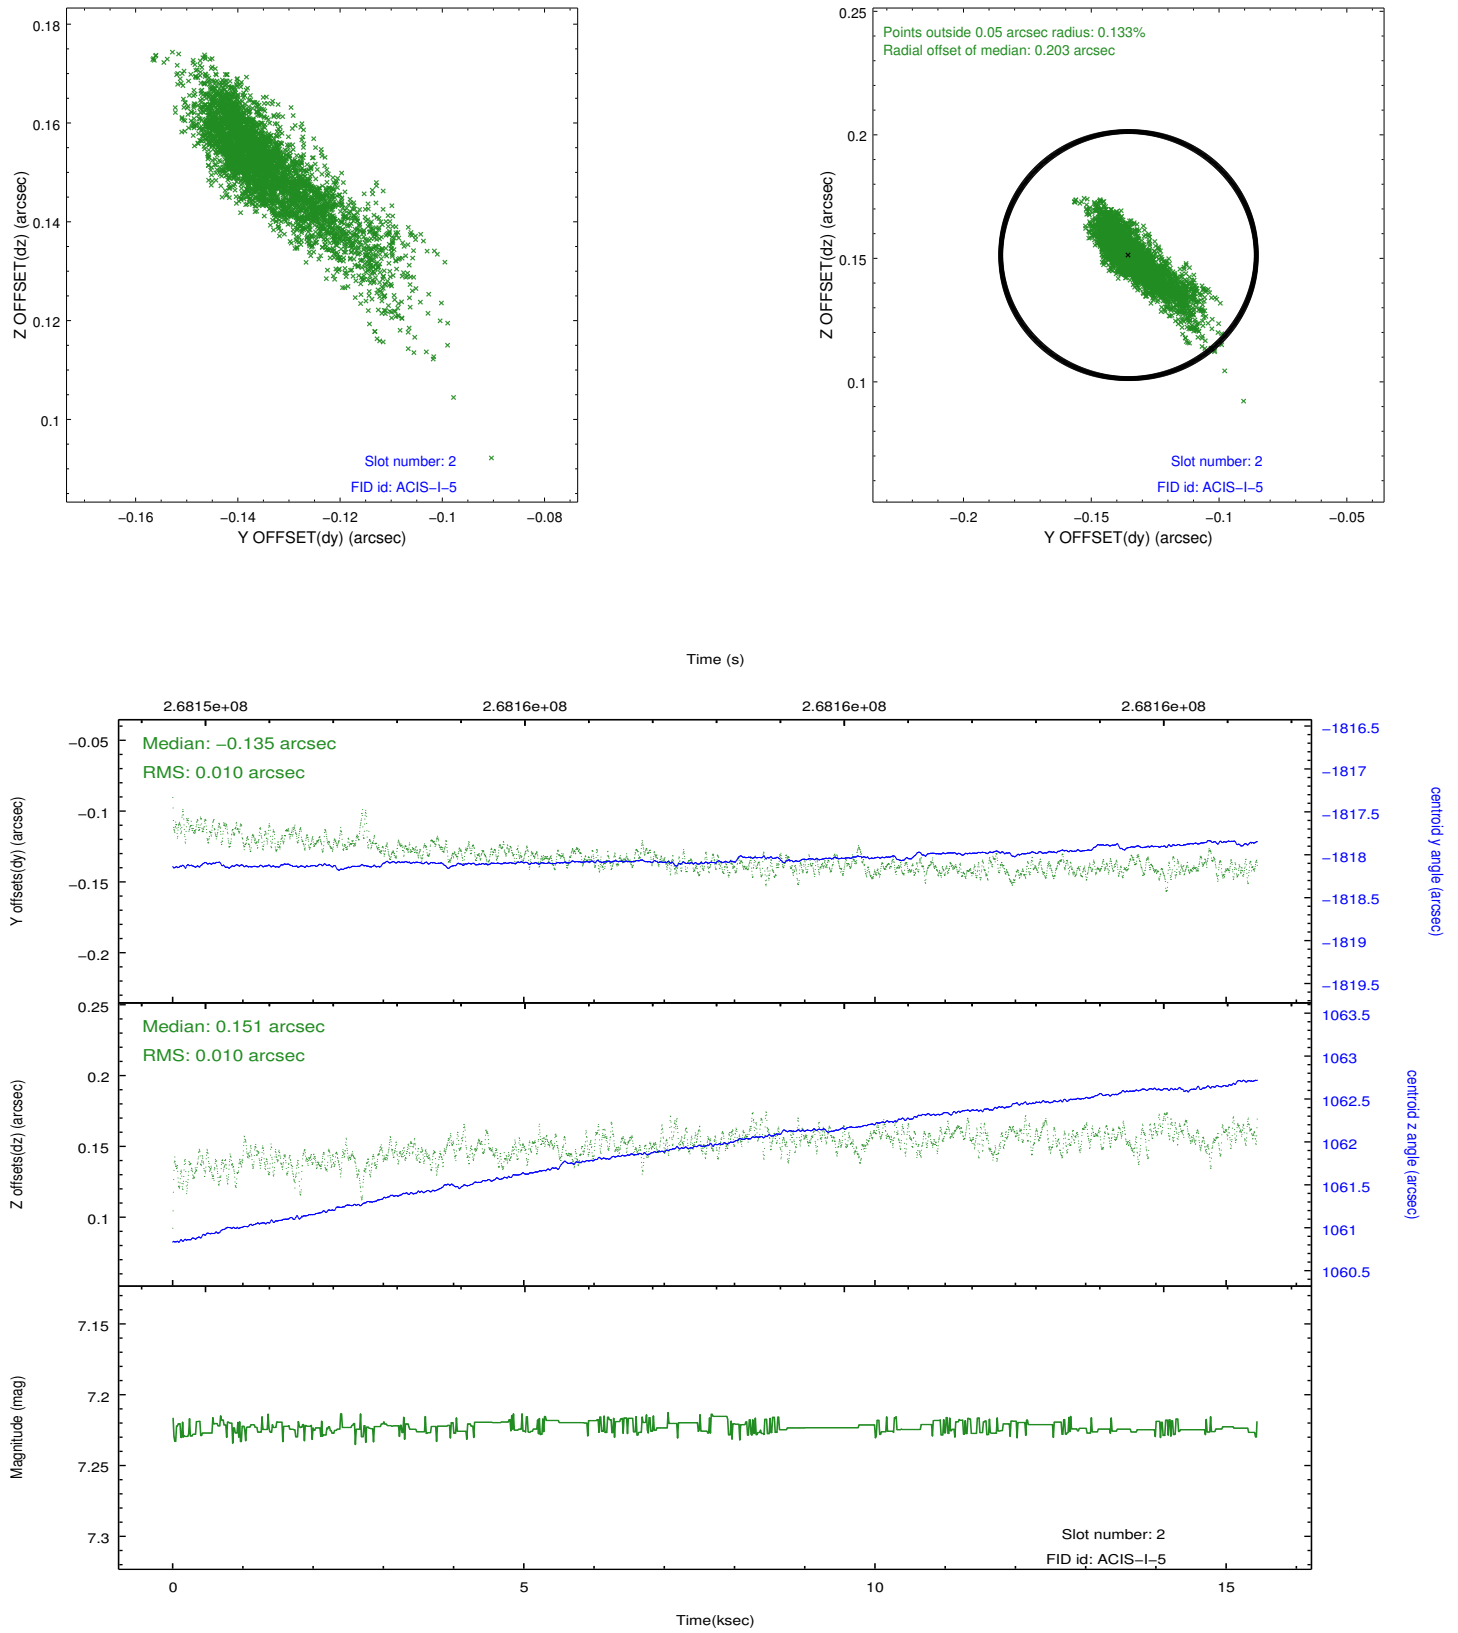 0.18
0.16
0.14
0.12
0.1
Z OFFSET(dz) (arcsec)
Slot number: 2
FID id: ACIS−I−5
−0.16
−0.14
−0.12
−0.1
−0.08
Y OFFSET(dy) (arcsec)
0.25
0.2
0.15
0.1
Z OFFSET(dz) (arcsec)
Points outside 0.05 arcsec radius: 0.133%
Radial offset of median: 0.203 arcsec
Slot number: 2
FID id: ACIS−I−5
−0.2
−0.15
−0.1
−0.05
Y OFFSET(dy) (arcsec)
Time (s)
2.6815e+08
2.6816e+08
2.6816e+08
2.6816e+08
−0.05
−0.1
−0.15
−0.2
Y offsets(dy) (arcsec)
Median: −0.135 arcsec
RMS: 0.010 arcsec
−1816.5
−1817
−1817.5
−1818
−1818.5
−1819
−1819.5
centroid y angle (arcsec)
0.25
0.2
0.15
0.1
Z offsets(dz) (arcsec)
Median: 0.151 arcsec
RMS: 0.010 arcsec
1063.5
1063
1062.5
1062
1061.5
1061
1060.5
centroid z angle (arcsec)
7.15
7.2
7.25
7.3
Magnitude (mag)
Slot number: 2
FID id: ACIS−I−5
0
5
10
15
Time(ksec)